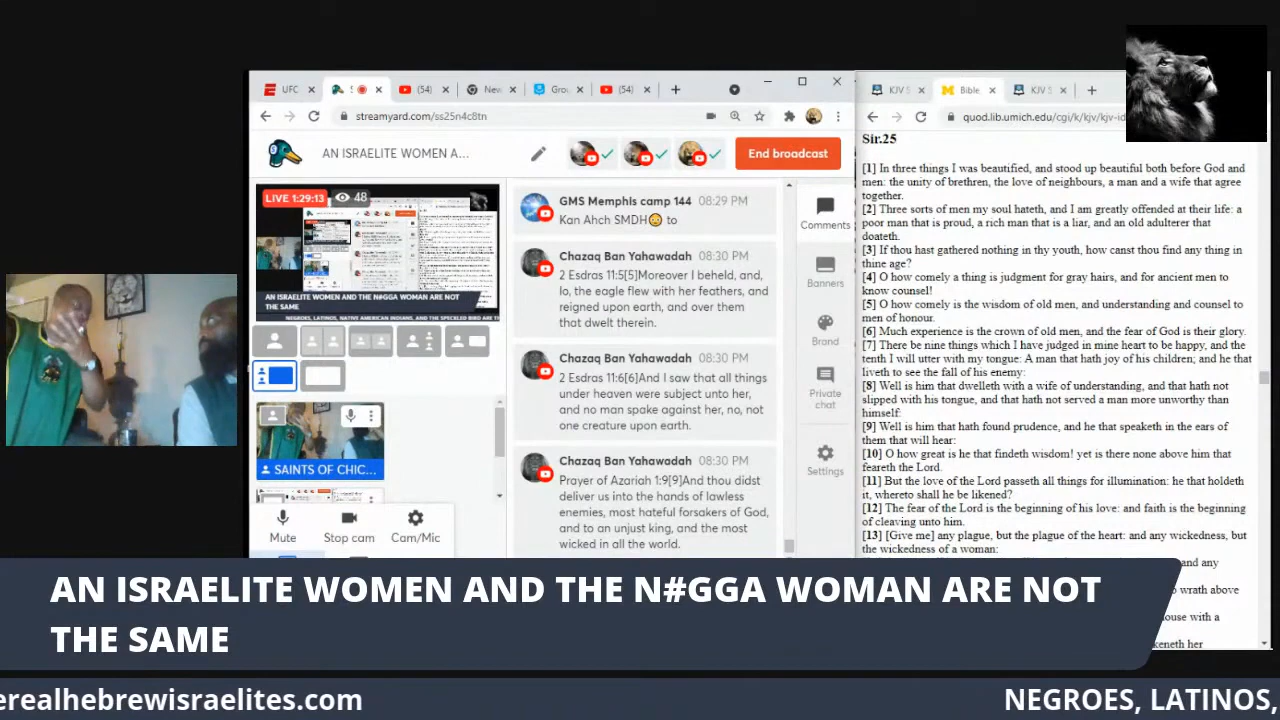 UFC
S
(54)
New
Grou
(54)
streamyard.com/ss25n4c8tn
AN ISRAELITE WOMEN A...
End broadcast
LIVE 1:29:13
48
AN ISRAELITE WOMEN AND THE N#GGA WOMAN ARE NOT
THE SAME
NEGROES, LATINOS, NATIVE AMERICAN INDIANS, AND THE SPECKLED BIRD ARE
SAINTS OF CHIC...
Mute
Stop cam
Cam/Mic
GMS Memphis camp 144 08:29 PM
Kan Ahch SMDH to
Chazaq Ban Yahawadah 08:30 PM
2 Esdras 11:5[5]Moreover I beheld, and,
lo, the eagle flew with her feathers, and
reigned upon earth, and over them
that dwelt therein.
Chazaq Ban Yahawadah 08:30 PM
2 Esdras 11:6[6]And I saw that all things
under heaven were subject unto her,
and no man spake against her, no, not
one creature upon earth.
Chazaq Ban Yahawadah 08:30 PM
Prayer of Azariah 1:9[9]And thou didst
deliver us into the hands of lawless
enemies, most hateful forsakers of God,
and to an unjust king, and the most
wicked in all the world.
Comments
Banners
Brand
Private
chat
Settings
KJV S
Bible
KJV S
quod.lib.umich.edu/cgi/k/kjv/kjv-id
Sir.25
[1] In three things I was beautified, and stood up beautiful both before God and
men: the unity of brethren, the love of neighbours, a man and a wife that agree
together.
[2] Three sorts of men my soul hateth, and I am greatly offended at their life: a
poor man that is proud, a rich man that is a liar, and an old adulterer that
doateth.
[3] If thou hast gathered nothing in thy youth, how canst thou find any thing in
thine age?
[4] O how comely a thing is judgment for gray hairs, and for ancient men to
know counsel!
[5] O how comely is the wisdom of old men, and understanding and counsel to
men of honour.
[6] Much experience is the crown of old men, and the fear of God is their glory.
[7] There be nine things which I have judged in mine heart to be happy, and the
tenth I will utter with my tongue: A man that hath joy of his children; and he that
liveth to see the fall of his enemy:
[8] Well is him that dwelleth with a wife of understanding, and that hath not
slipped with his tongue, and that hath not served a man more unworthy than
himself:
[9] Well is him that hath found prudence, and he that speaketh in the ears of
them that will hear:
[10] O how great is he that findeth wisdom! yet is there none above him that
feareth the Lord.
[11] But the love of the Lord passeth all things for illumination: he that holdeth
it, whereto shall he be likened?
[12] The fear of the Lord is the beginning of his love: and faith is the beginning
of cleaving unto him.
[13] [Give me] any plague, but the plague of the heart: and any wickedness, but
the wickedness of a woman:
and any
wrath above
ouse with a
keneth her
AN ISRAELITE WOMEN AND THE N#GGA WOMAN ARE NOT
THE SAME
erealhebrewisraelites.com
NEGROES, LATINOS,